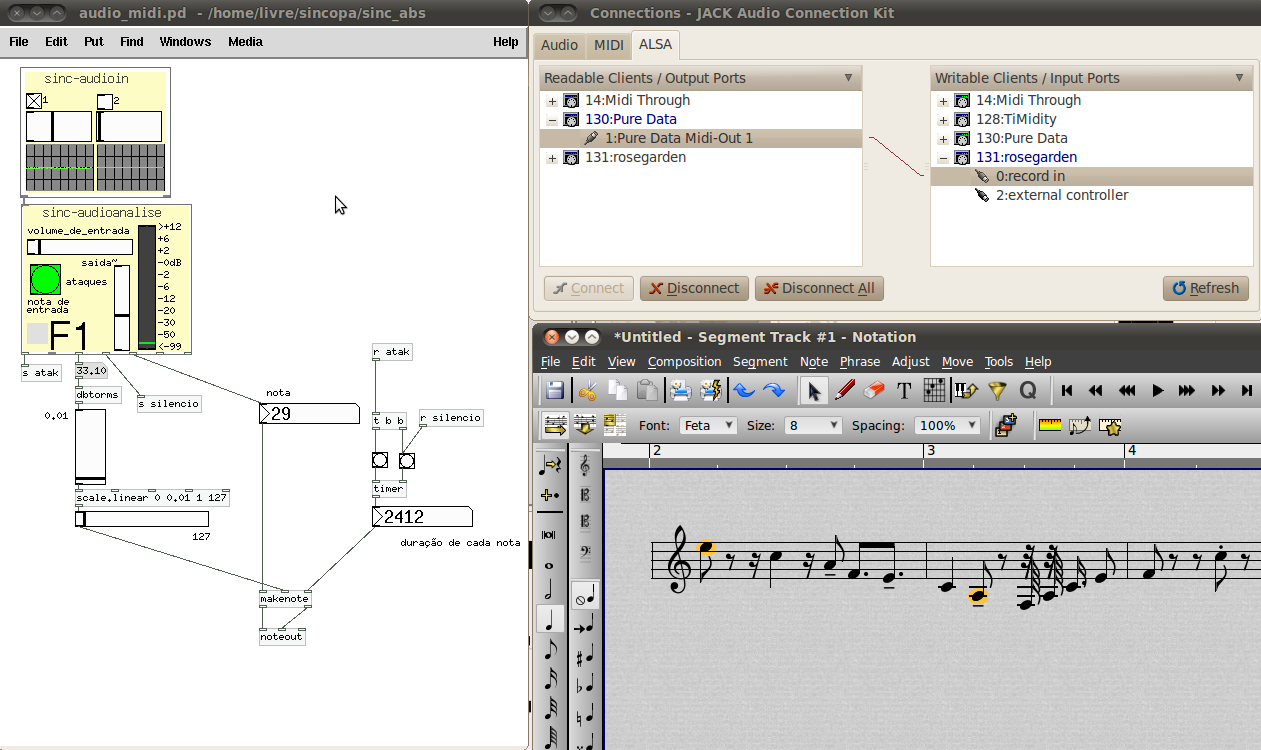 audio_midi.pd - /home/livre/sincopa/sinc_abs
File Edit Put Find Windows Media Help
sinc-audioin
1 2
sinc-audioanalise
volume_de_entrada
>+12
+6
+2
-0dB
-2
-6
-12
-20
-30
-50
<-99
saida~
ataques
nota de
entrada
F1
s atak
33.10
dbtorms
s silencio
0.01
scale.linear 0 0.01 1 127
127
nota
29
r atak
t b b
r silencio
timer
2412
duração de cada nota
makenote
noteout
Connections - JACK Audio Connection Kit
Audio MIDI ALSA
Readable Clients / Output Ports
14:Midi Through
130:Pure Data
1:Pure Data Midi-Out 1
131:rosegarden
Writable Clients / Input Ports
14:Midi Through
128:TiMidity
130:Pure Data
131:rosegarden
0:record in
2:external controller
Connect Disconnect Disconnect All Refresh
*Untitled - Segment Track #1 - Notation
File Edit View Composition Segment Note Phrase Adjust Move Tools Help
T Q
Font: Feta Size: 8 Spacing: 100%
2 3 4